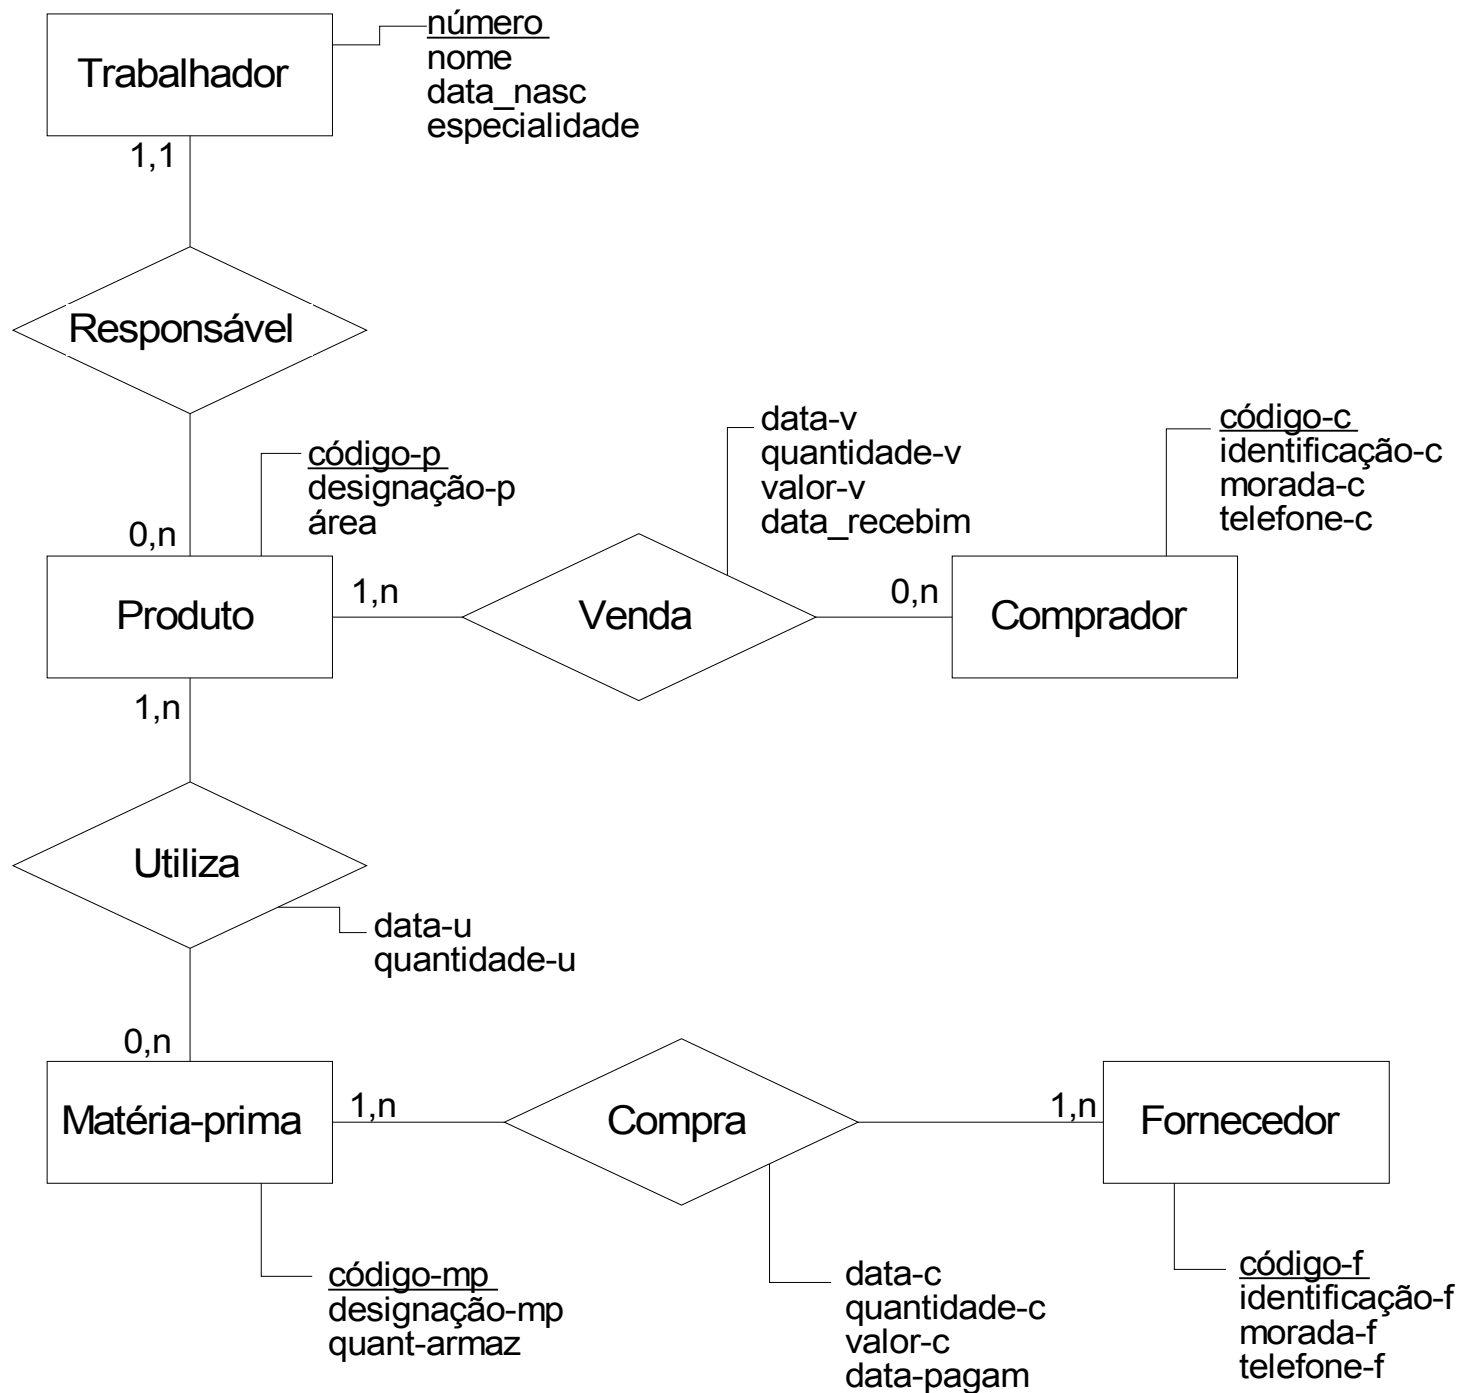 Trabalhador
número
nome
data_nasc
especialidade
1,1
Responsável
0,n
código-p
designação-p
área
Produto
1,n
data-v
quantidade-v
valor-v
data_recebim
Venda
0,n
código-c
identificação-c
morada-c
telefone-c
Comprador
1,n
Utiliza
data-u
quantidade-u
0,n
Matéria-prima
1,n
Compra
1,n
Fornecedor
código-mp
designação-mp
quant-armaz
data-c
quantidade-c
valor-c
data-pagam
código-f
identificação-f
morada-f
telefone-f